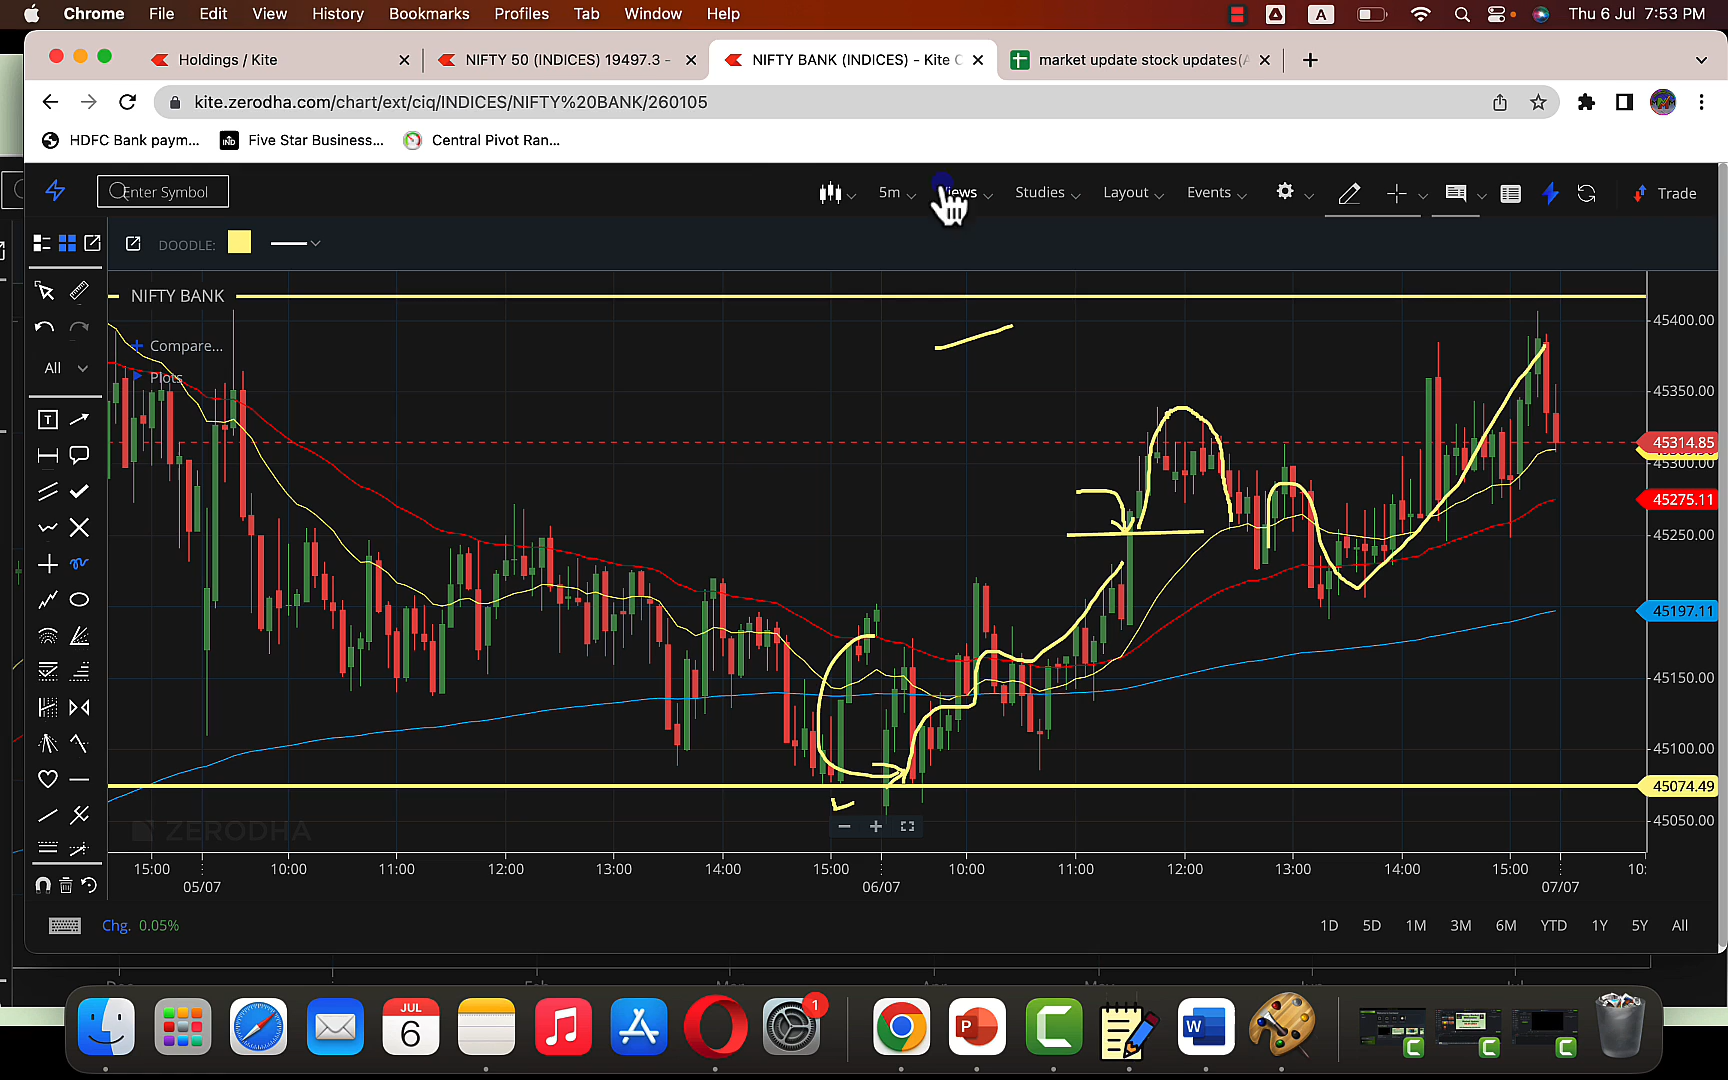 Chrome File Edit View History Bookmarks Profiles Tab Window Help A Thu 6 Jul 7:53 PM
Holdings / Kite NIFTY 50 (INDICES) 19497.3 - NIFTY BANK (INDICES) – Kite C market update stock updates(A
kite.zerodha.com/chart/ext/ciq/INDICES/NIFTY%20BANK/260105
HDFC Bank paym... IND Five Star Business... Central Pivot Ran...
Enter Symbol 5m Studies Layout Events Trade
DOODLE:
NIFTY BANK
45400.00
Compare...
All Plots
45350.00
T
45314.85
45300.00
45275.11
45250.00
45197.11
45150.00
45100.00
45074.49
ZERODHA 45050.00
15:00 10:00 11:00 12:00 13:00 14:00 15:00 10:00 11:00 12:00 13:00 14:00 15:00 10:
05/07 06/07 07/07
Chg. 0.05% 1D 5D 1M 3M 6M YTD 1Y 5Y All
JUL
6
1
P
C
W
C C C